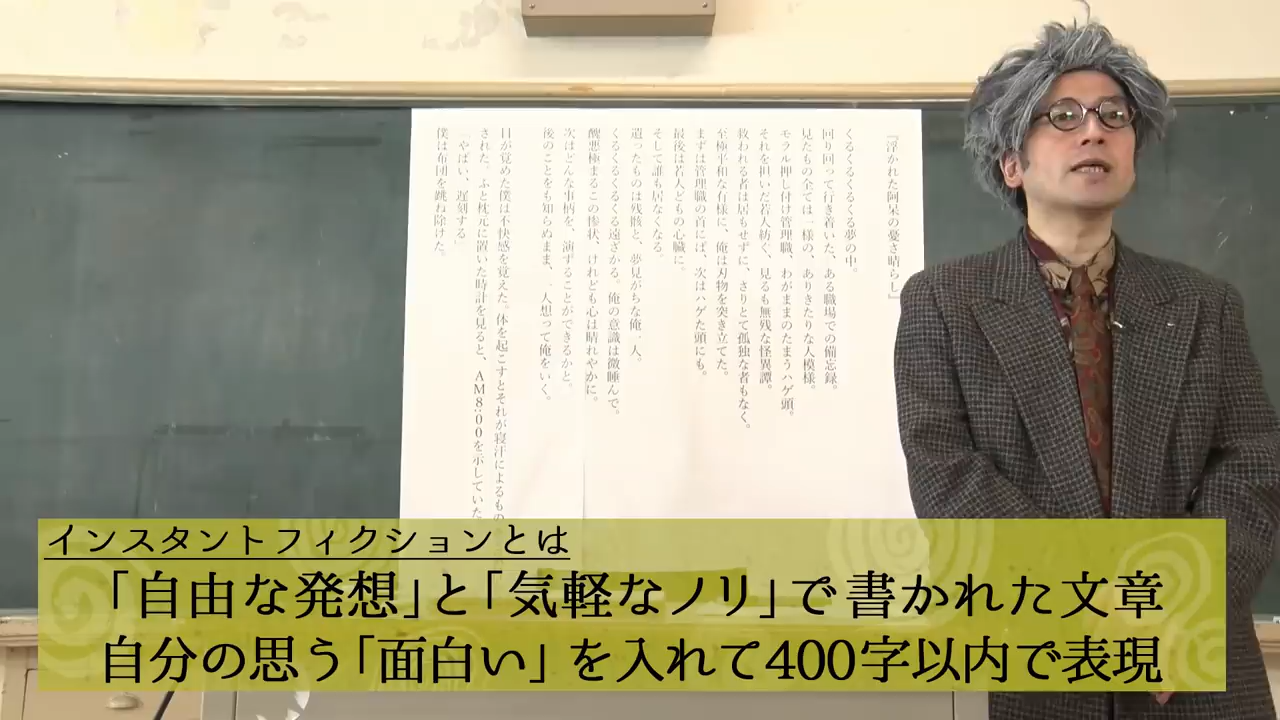 『浮かれた阿呆の憂さ晴らし』
くるくるくるくる夢の中。
回り回って行き着いた、ある職場での備忘録。
見たもの全ては一様の、ありきたりな人模様。
モラル押し付け管理職、わがままのたまうハゲ頭。
それを担いだ若人紡ぐ、見るも無残な怪異譚。
救われる者は居もせずに、さりとて孤独な者もなく。
至極平和な有様に、俺は刃物を突き立てた。
まずは管理職の首にば、次はハゲた頭にも。
最後は若人どもの心臓に。
そして誰も居なくなる。
遺ったものは残骸と、夢見がちな俺一人。
くるくるくるくる遠ざかる。俺の意識は微睡んで。
醜悪極まるこの惨状、けれども心は晴れやかに。
次はどんな事柄を、演ずることができるかと。
後のことをも知らぬまま、一人想って俺をいく。
目が覚めた僕は不快感を覚えた。体を起こすとそれが寝汗によるもの
された。ふと枕元に置いた時計を見ると、AM8:00を示していた
「やばい、遅刻する」
僕は布団を跳ね除けた。
インスタントフィクションとは
「自由な発想」と「気軽なノリ」で書かれた文章
自分の思う「面白い」を入れて400字以内で表現